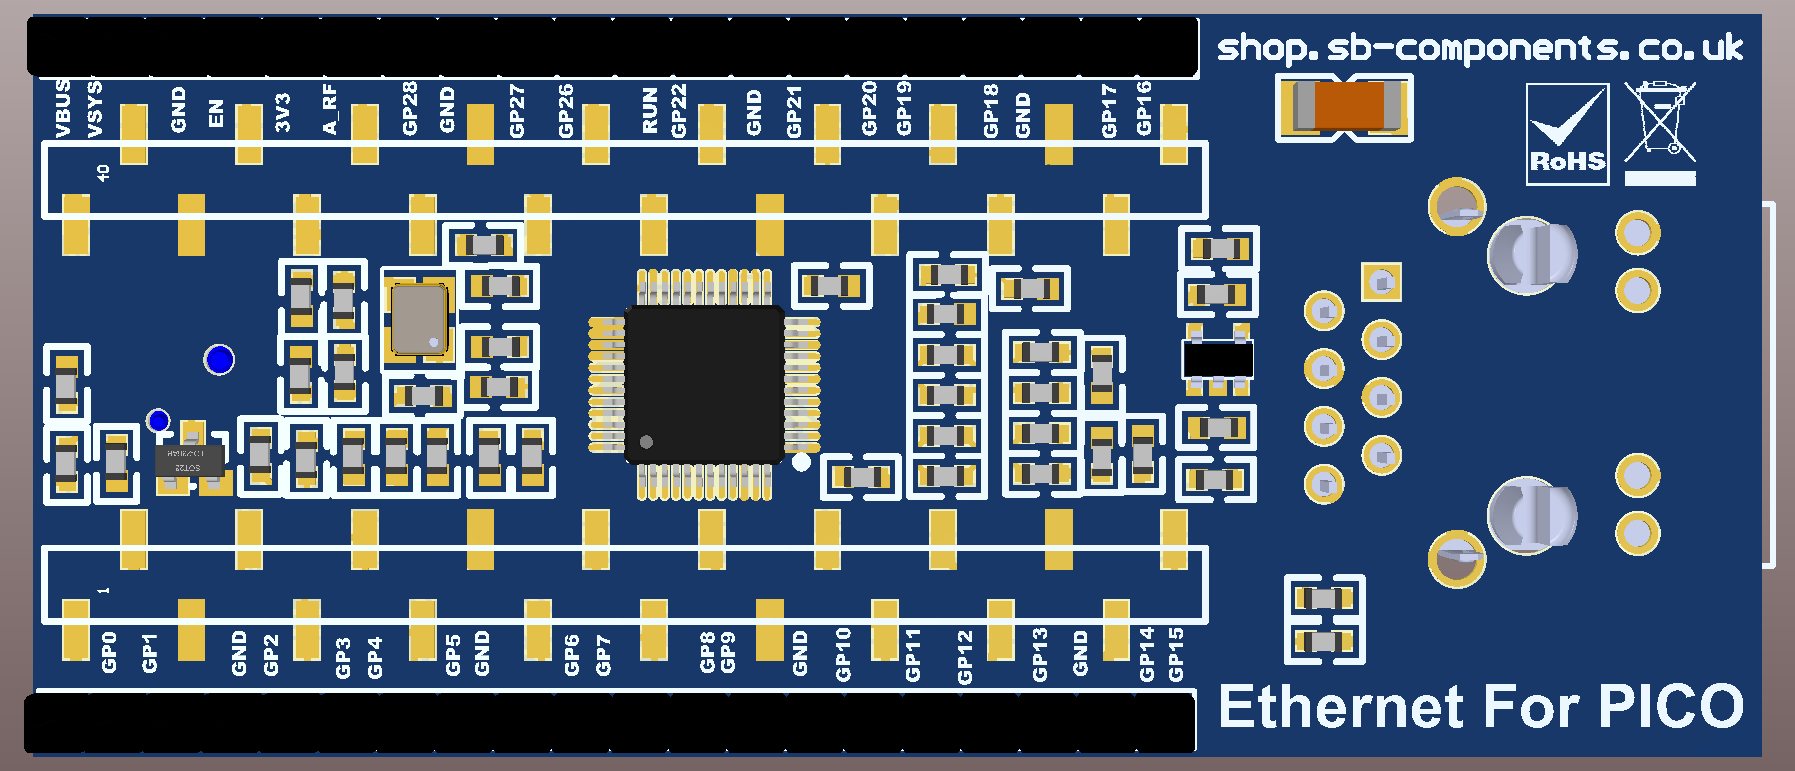 shop.sb-components.co.uk
VBUS
VSYS
GND
EN
3V3
A_RF
GP28
GND
GP27
GP26
RUN
GP22
GND
GP21
GP20
GP19
GP18
GND
GP17
GP16
RoHS
40
SOT23
1
GP0
GP1
GND
GP2
GP3
GP4
GP5
GND
GP6
GP7
GP8
GP9
GND
GP10
GP11
GP12
GP13
GND
GP14
GP15
Ethernet For PICO